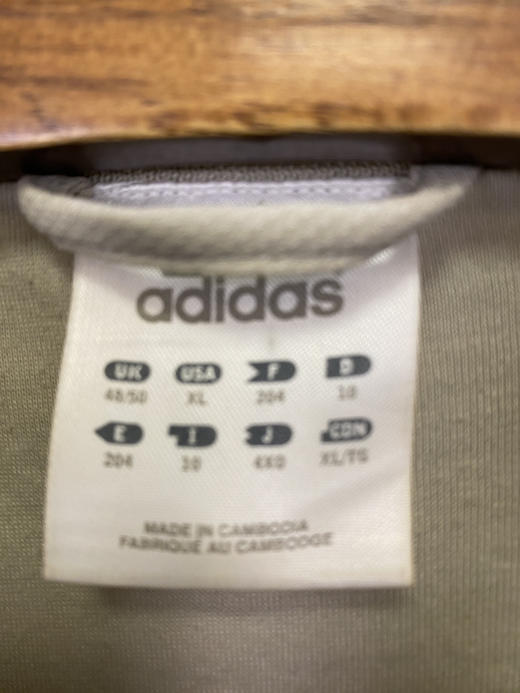 adidas
UK USA F D
48/50 XL 204 10
E I J CDN
204 10 4XO XL/TG
MADE IN CAMBODIA
FABRIQUÉ AU CAMBODGE